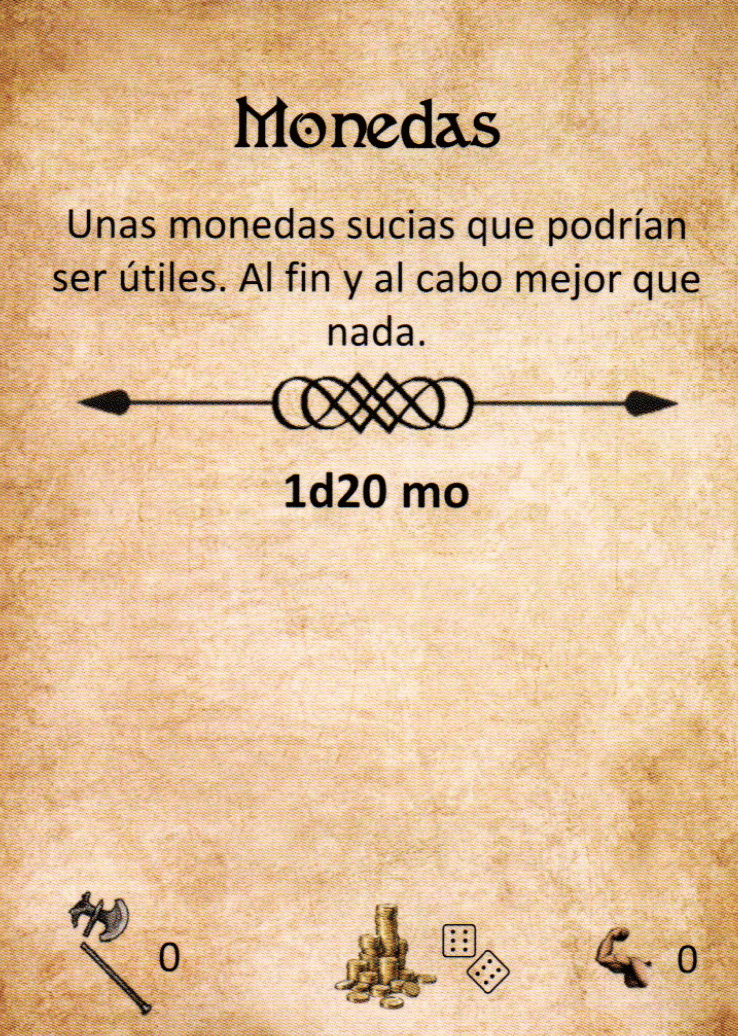 Monedas
Unas monedas sucias que podrían
ser útiles. Al fin y al cabo mejor que
nada.
1d20 mo
0
0